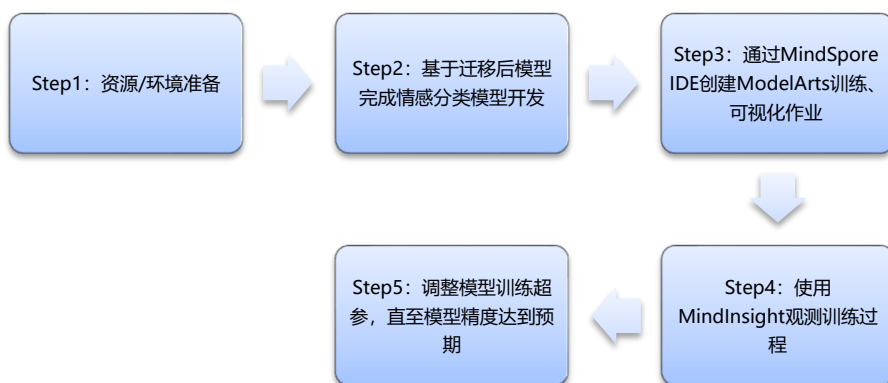 Step1：资源/环境准备
Step2：基于迁移后模型
完成情感分类模型开发
Step3：通过MindSpore
IDE创建ModelArts训练、
可视化作业
Step4：使用
MindInsight观测训练过
程
Step5：调整模型训练超
参，直至模型精度达到预
期